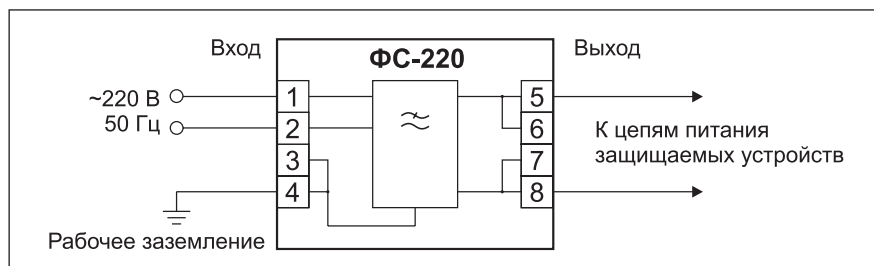 Вход
ФС-220
Выход
~220 В
50 Гц
1
2
3
4
5
6
7
8
К цепям питания
защищаемых устройств
Рабочее заземление